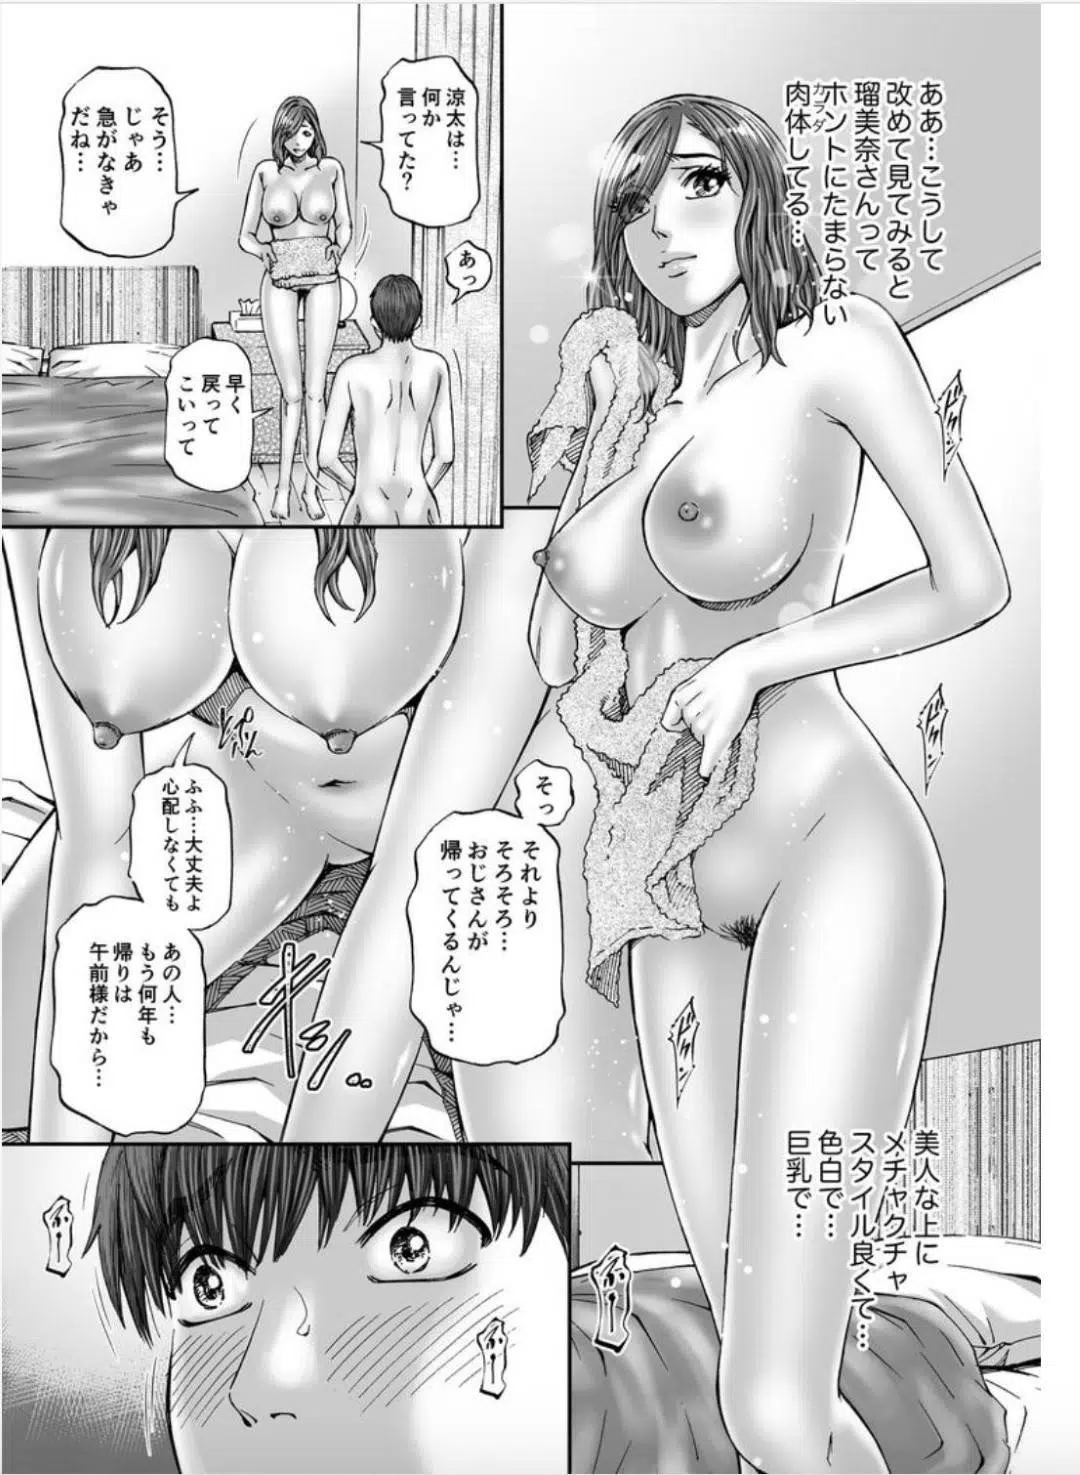 ああ…こうして
改めて見てみると
瑠美奈さんって
ホントにたまらない
肉体してる…
カラダ
涼太は…
何か
言ってた?
あっ
早く
戻って
こいって
そう…
じゃあ
急がなきゃ
だね…
美人な上に
メチャクチャ
スタイル良くて…
色白で…
巨乳で…
そっ
それより
そろそろ…
おじさんが
帰ってくるんじゃ…
ふふ…大丈夫よ
心配しなくても
あの人…
もう何年も
帰りは
午前様だから…